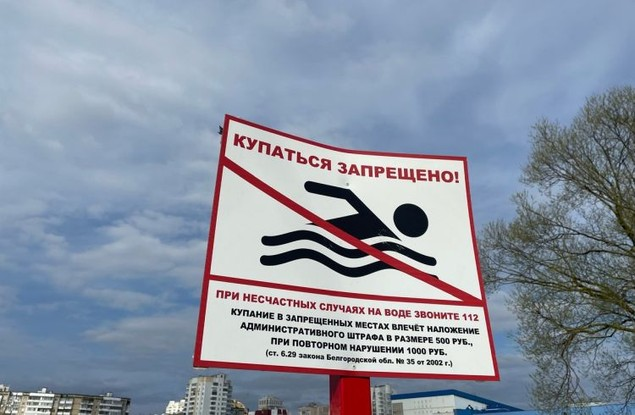 КУПАТЬСЯ ЗАПРЕЩЕНО!
ПРИ НЕСЧАСТНЫХ СЛУЧАЯХ НА ВОДЕ ЗВОНИТЕ 112
КУПАНИЕ В ЗАПРЕЩЕННЫХ МЕСТАХ ВЛЕЧЁТ НАЛОЖЕНИЕ
АДМИНИСТРАТИВНОГО ШТРАФА В РАЗМЕРЕ 500 РУБ.,
ПРИ ПОВТОРНОМ НАРУШЕНИИ 1000 РУБ.
(ст. 6.29 закона Белгородской обл. № 35 от 2002 г.)